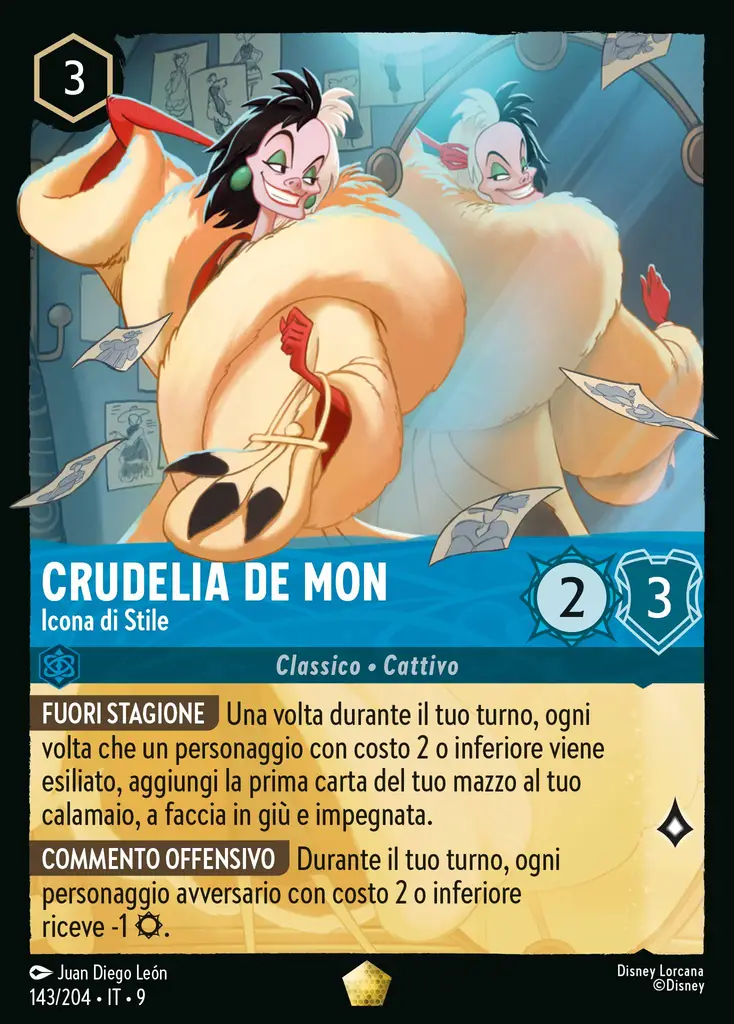 3
CRUDELIA DE MON
Icona di Stile
2
3
Classico • Cattivo
FUORI STAGIONE Una volta durante il tuo turno, ogni
volta che un personaggio con costo 2 o inferiore viene
esiliato, aggiungi la prima carta del tuo mazzo al tuo
calamaio, a faccia in giù e impegnata.
COMMENTO OFFENSIVO Durante il tuo turno, ogni
personaggio avversario con costo 2 o inferiore
riceve -1 .
Juan Diego León
143/204 • IT • 9
Disney Lorcana
©Disney